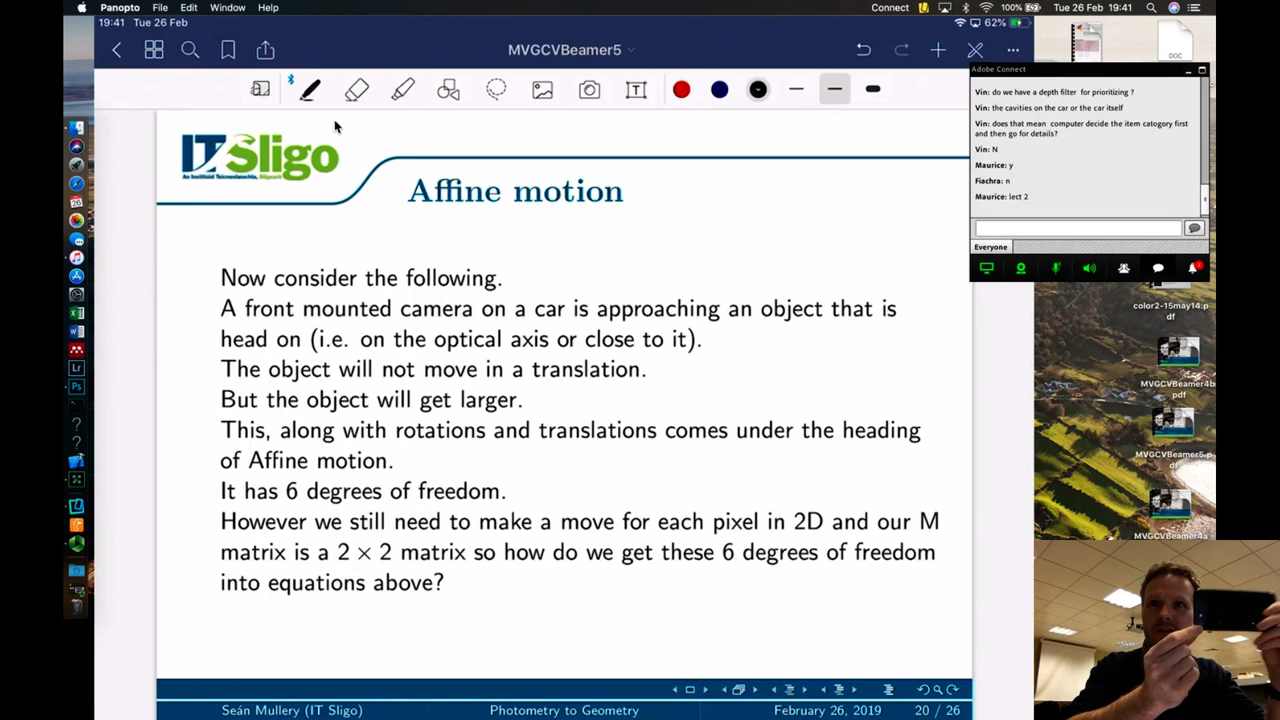 Panopto File Edit Window Help
Connect 100% Tue 26 Feb 19:41
19:41 Tue 26 Feb
62%
MVGCVBeamer5
T
DOC
Adobe Connect
Vin: do we have a depth filter for prioritizing ?
Vin: the cavities on the car or the car itself
Vin: does that mean computer decide the item catogory first
and then go for details?
Vin: N
Maurice: y
Fiachra: n
Maurice: lect 2
Everyone
IT Sligo
An Institiúid Teicneolaíochta, Sligeach
Affine motion
Now consider the following.
A front mounted camera on a car is approaching an object that is
head on (i.e. on the optical axis or close to it).
The object will not move in a translation.
But the object will get larger.
This, along with rotations and translations comes under the heading
of Affine motion.
It has 6 degrees of freedom.
However we still need to make a move for each pixel in 2D and our M
matrix is a 2 × 2 matrix so how do we get these 6 degrees of freedom
into equations above?
color2-15may14.p
df
MVGCVBeamer4b
pdf
MVGCVBeamer5.p
df
MVGCVBeamer4a
Lr
Ps
Seán Mullery (IT Sligo)
Photometry to Geometry
February 26, 2019
20 / 26